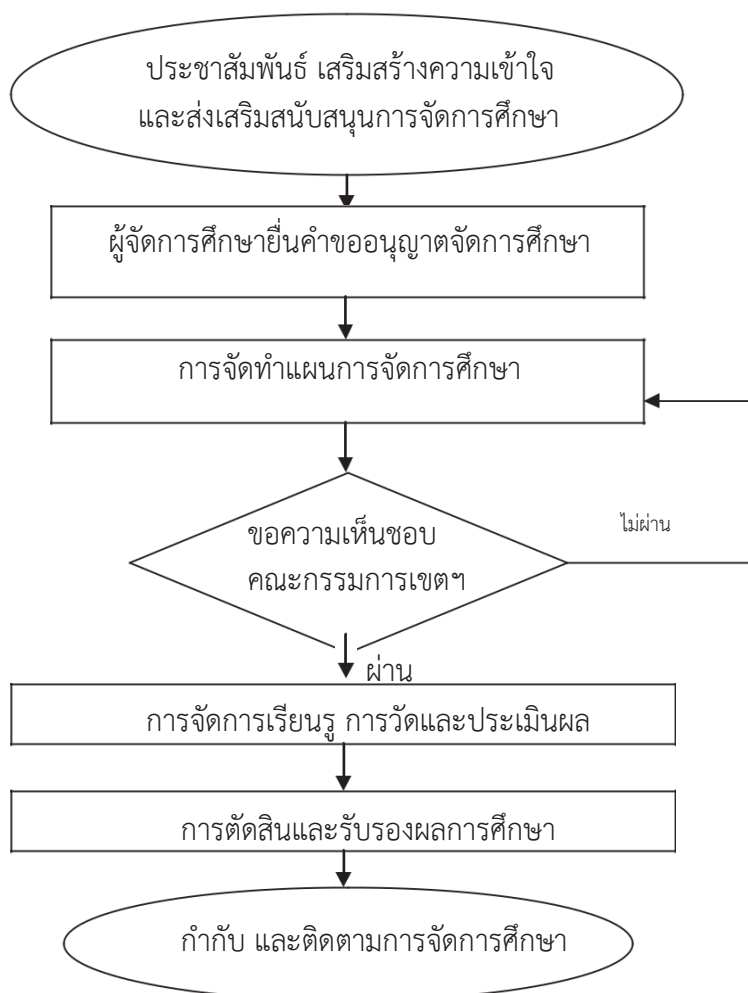 ประชาสัมพันธ์ เสริมสร้างความเข้าใจ
และส่งเสริมสนับสนุนการจัดการศึกษา
ผู้จัดการศึกษายื่นคำขออนุญาตจัดการศึกษา
การจัดทำแผนการจัดการศึกษา
ขอความเห็นชอบ
คณะกรรมการเขตฯ
ไม่ผ่าน
ผ่าน
การจัดการเรียนรู การวัดและประเมินผล
การตัดสินและรับรองผลการศึกษา
กำกับ และติดตามการจัดการศึกษา